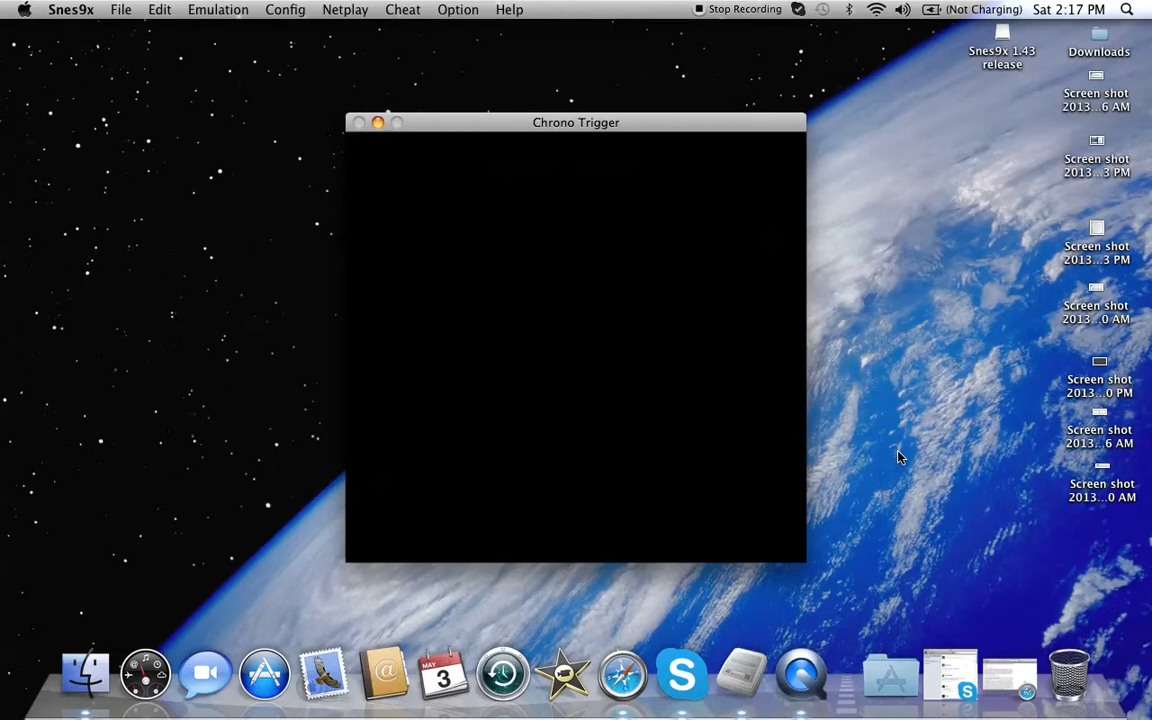 Snes9x File Edit Emulation Config Netplay Cheat Option Help Stop Recording (Not Charging) Sat 2:17 PM
Snes9x 1.43
release
Downloads
Screen shot
2013...6 AM
Chrono Trigger
Screen shot
2013...3 PM
Screen shot
2013...3 PM
Screen shot
2013...0 AM
Screen shot
2013...0 PM
Screen shot
2013...6 AM
Screen shot
2013...0 AM
MAY
3